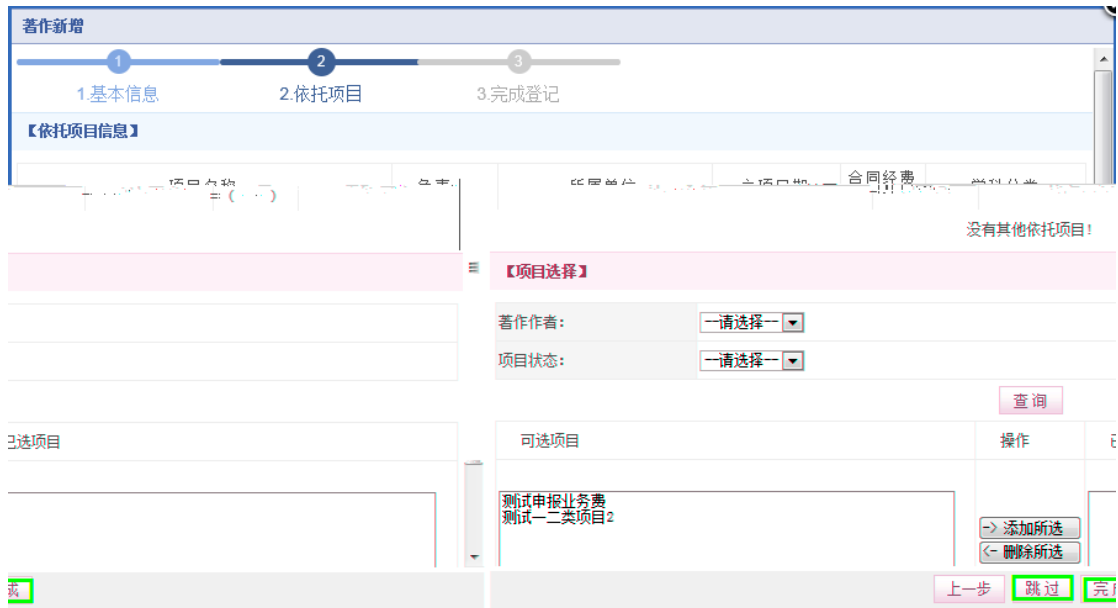 著作新增
1 2 3
1.基本信息 2.依托项目 3.完成登记
【依托项目信息】
合同经费
没有其他依托项目!
【项目选择】
著作作者: --请选择--
项目状态: --请选择--
查询
已选项目 可选项目 操作
测试申报业务费
测试一二类项目2
-> 添加所选
<- 删除所选
上一步 跳过